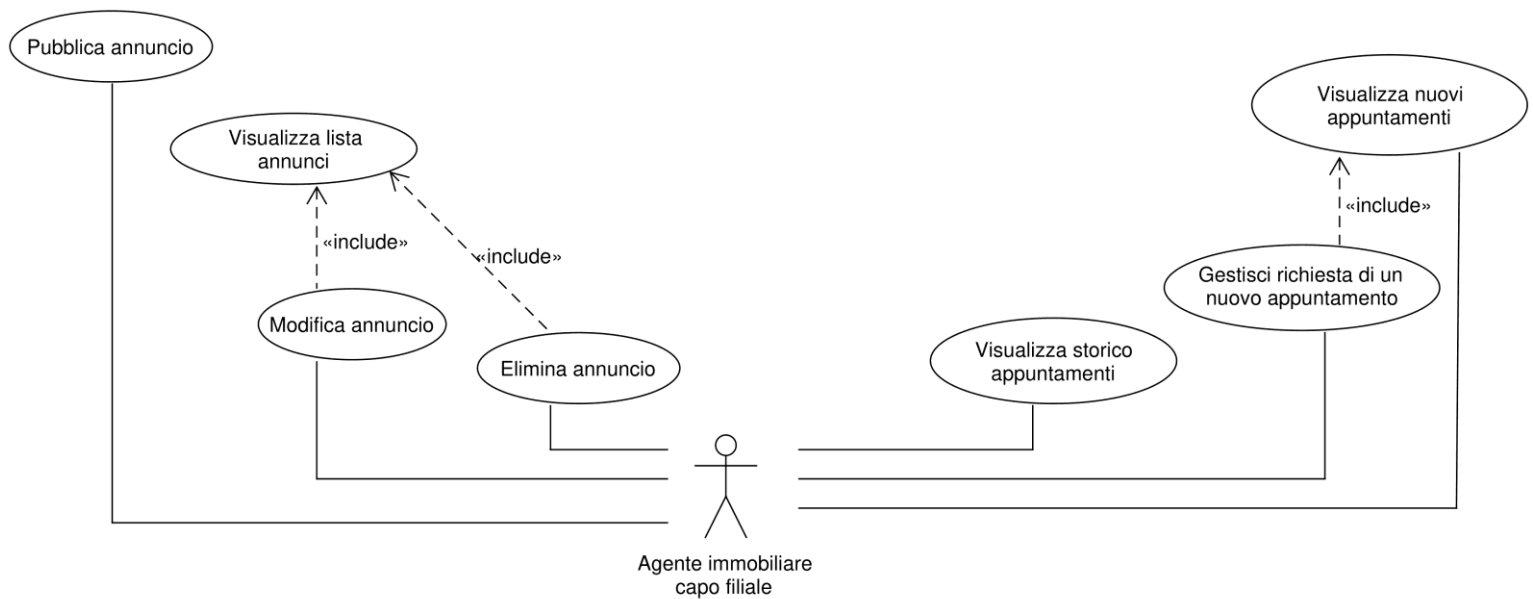 Pubblica annuncio
Visualizza lista
annunci
«include»
«include»
Modifica annuncio
Elimina annuncio
Visualizza nuovi
appuntamenti
«include»
Gestisci richiesta di un
nuovo appuntamento
Visualizza storico
appuntamenti
Agente immobiliare
capo filiale